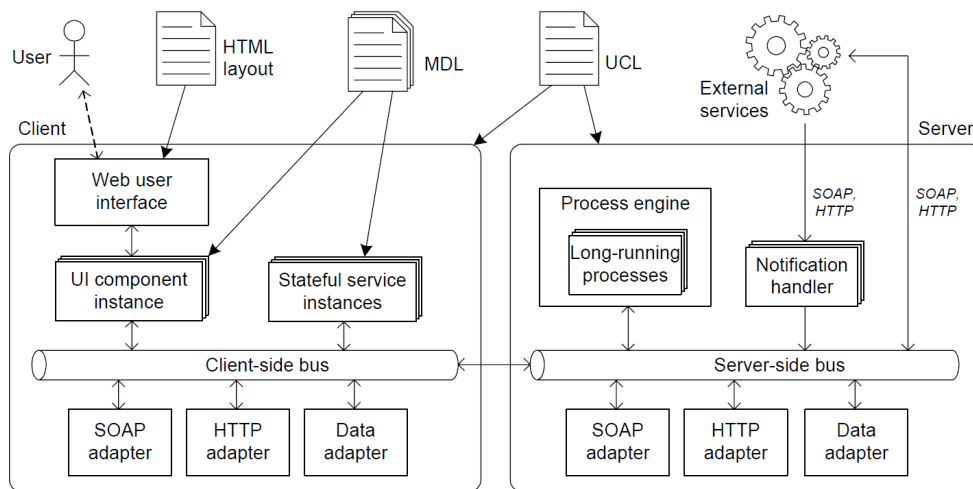 User
HTML
layout
MDL
UCL
External
services
Client
Server
Web user
interface
Process engine
Long-running
processes
SOAP,
HTTP
SOAP,
HTTP
UI component
instance
Stateful service
instances
Notification
handler
Client-side bus
Server-side bus
SOAP
adapter
HTTP
adapter
Data
adapter
SOAP
adapter
HTTP
adapter
Data
adapter